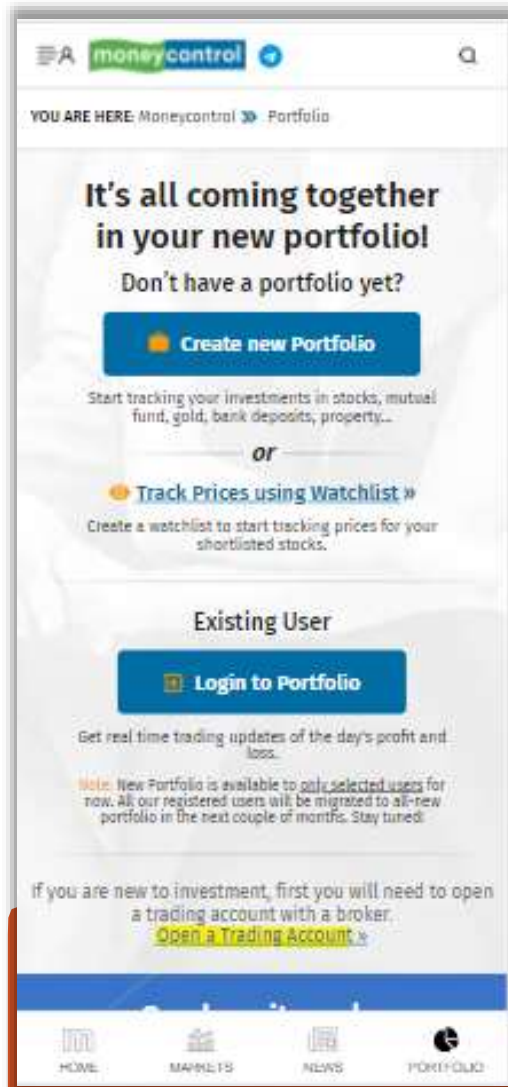 moneycontrol
YOU ARE HERE: Moneycontrol » Portfolio
It's all coming together
in your new portfolio!
Don't have a portfolio yet?
Create new Portfolio
Start tracking your investments in stocks, mutual
fund, gold, bank deposits, property...
or
Track Prices using Watchlist »
Create a watchlist to start tracking prices for your
shortlisted stocks.
Existing User
Login to Portfolio
Get real time trading updates of the day's profit and
loss.
Note: New Portfolio is available to only selected users for
now. All our registered users will be migrated to all-new
portfolio in the next couple of months. Stay tuned!
If you are new to investment, first you will need to open
a trading account with a broker.
Open a Trading Account »
HOME MARKETS NEWS PORTFOLIO